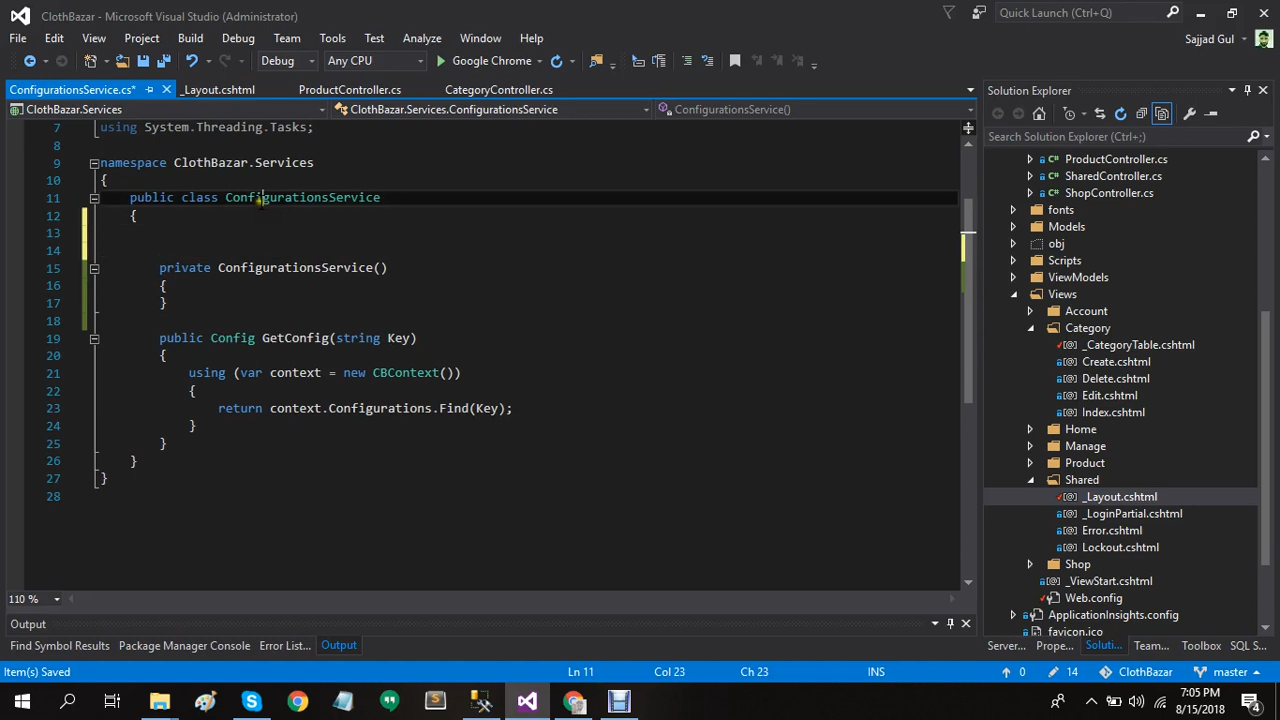 ClothBazar - Microsoft Visual Studio (Administrator)
Quick Launch (Ctrl+Q)
File Edit View Project Build Debug Team Tools Test Analyze Window Help
Sajjad Gul
Debug Any CPU Google Chrome
ConfigurationsService.cs* _Layout.cshtml ProductController.cs CategoryController.cs
ClothBazar.Services ClothBazar.Services.ConfigurationsService ConfigurationsService()
7 using System.Threading.Tasks;
8
9 namespace ClothBazar.Services
10 {
11 public class ConfigurationsService
12 {
13
14
15 private ConfigurationsService()
16 {
17 }
18
19 public Config GetConfig(string Key)
20 {
21 using (var context = new CBContext())
22 {
23 return context.Configurations.Find(Key);
24 }
25 }
26 }
27 }
28
110 %
Solution Explorer
Search Solution Explorer (Ctrl+;)
C# ProductController.cs
C# SharedController.cs
C# ShopController.cs
fonts
Models
obj
Scripts
ViewModels
Views
Account
Category
_CategoryTable.cshtml
Create.cshtml
Delete.cshtml
Edit.cshtml
Index.cshtml
Home
Manage
Product
Shared
_Layout.cshtml
_LoginPartial.cshtml
Error.cshtml
Lockout.cshtml
Shop
_ViewStart.cshtml
Web.config
ApplicationInsights.config
favicon.ico
Output
Find Symbol Results Package Manager Console Error List... Output
Server... Prope... Soluti... Team... Toolbox SQL S...
Item(s) Saved Ln 11 Col 23 Ch 23 INS 0 14 ClothBazar master
7:05 PM
8/15/2018
4